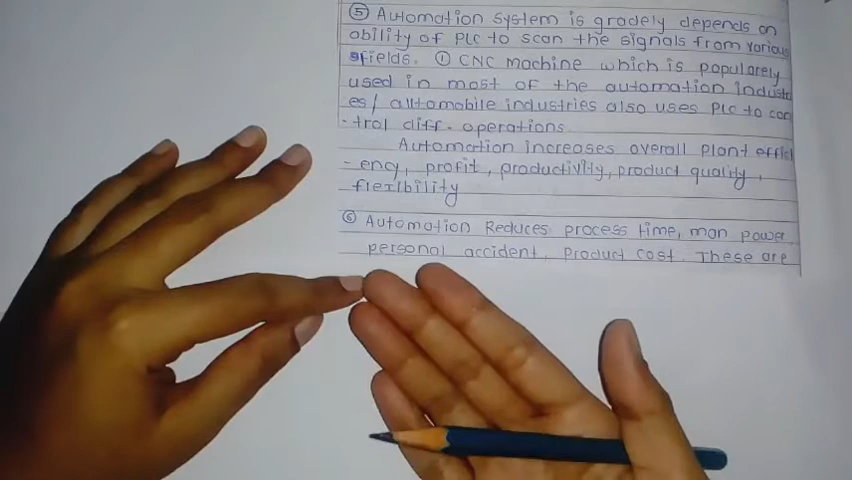 ⑤ Automation system is gradely depends on
ability of PLC to scan the signals from various
fields. ① CNC machine which is popularely
used in most of the automation industr
es/ alltomobile industries also uses PLC to con
-trol diff. operations
Automation increases overall plant effici
-ency, profit, productivity, product quality,
flexibility
⑥ Automation Reduces process time, man power,
personal accident, Product cost. These are